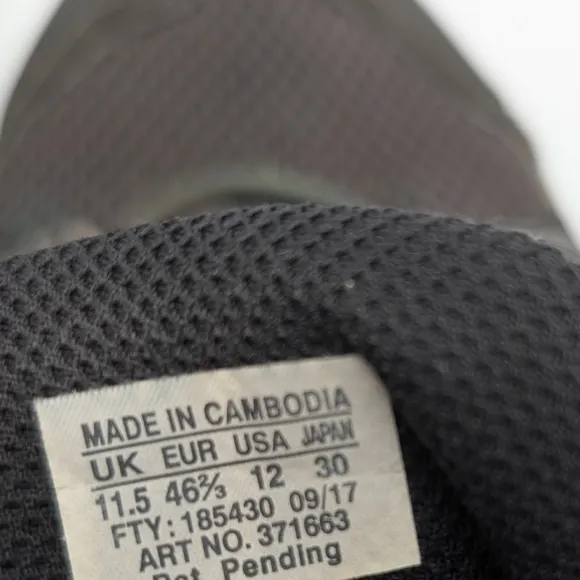 MADE IN CAMBODIA
UK EUR USA JAPAN
11.5 46⅔ 12 30
FTY: 185430 09/17
ART NO. 371663
Pat. Pending